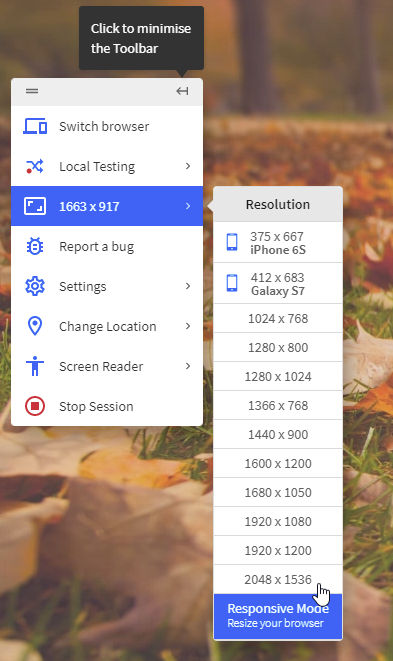 Click to minimise
the Toolbar
Switch browser
Local Testing
1663 x 917
Report a bug
Settings
Change Location
Screen Reader
Stop Session
Resolution
375 x 667
iPhone 6S
412 x 683
Galaxy S7
1024 x 768
1280 x 800
1280 x 1024
1366 x 768
1440 x 900
1600 x 1200
1680 x 1050
1920 x 1080
1920 x 1200
2048 x 1536
Responsive Mode
Resize your browser